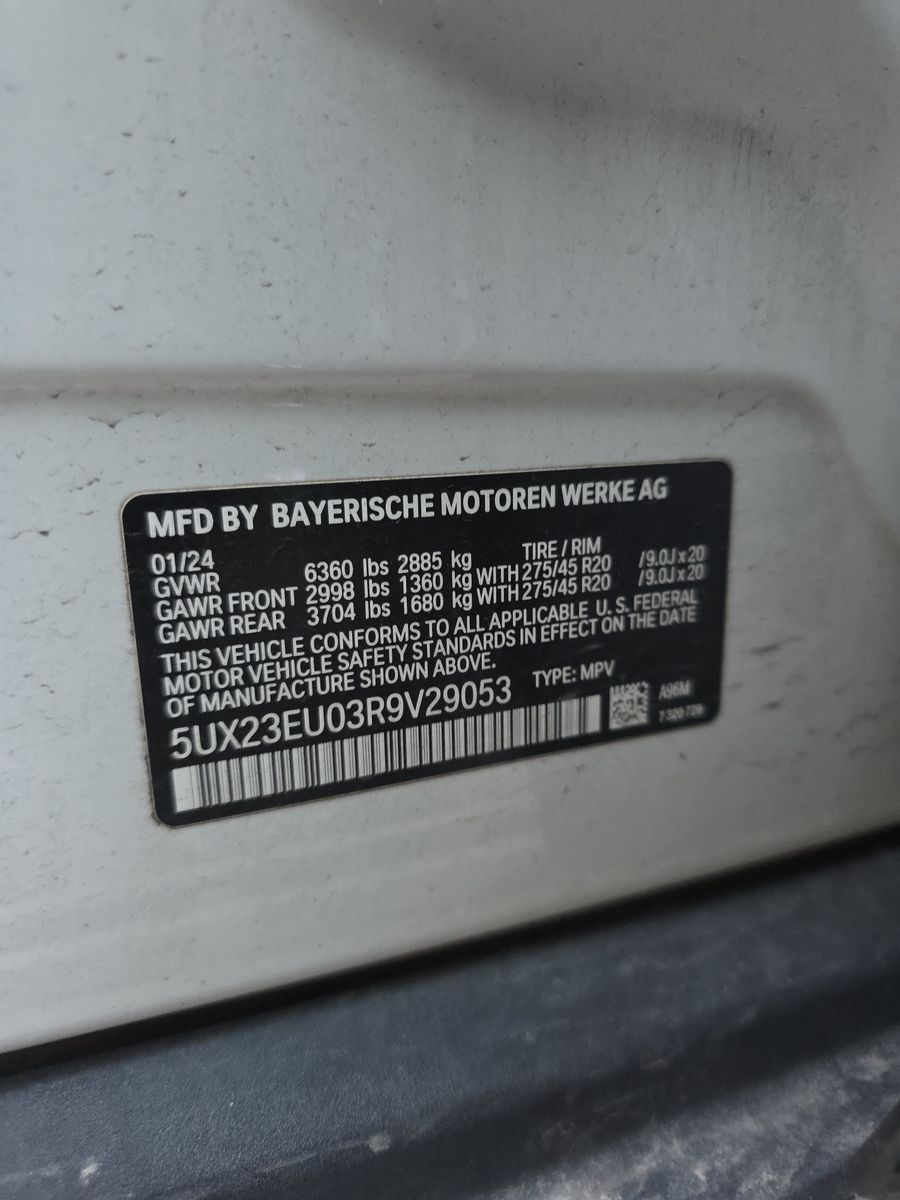 MFD BY BAYERISCHE MOTOREN WERKE AG
01/24 TIRE / RIM
GVWR 6360 lbs 2885 kg
GAWR FRONT 2998 lbs 1360 kg WITH 275/45 R20 /9.0J x 20
GAWR REAR 3704 lbs 1680 kg WITH 275/45 R20 /9.0J x 20
THIS VEHICLE CONFORMS TO ALL APPLICABLE U. S. FEDERAL
MOTOR VEHICLE SAFETY STANDARDS IN EFFECT ON THE DATE
OF MANUFACTURE SHOWN ABOVE.
5UX23EU03R9V29053 TYPE: MPV
A96M
7 320 729